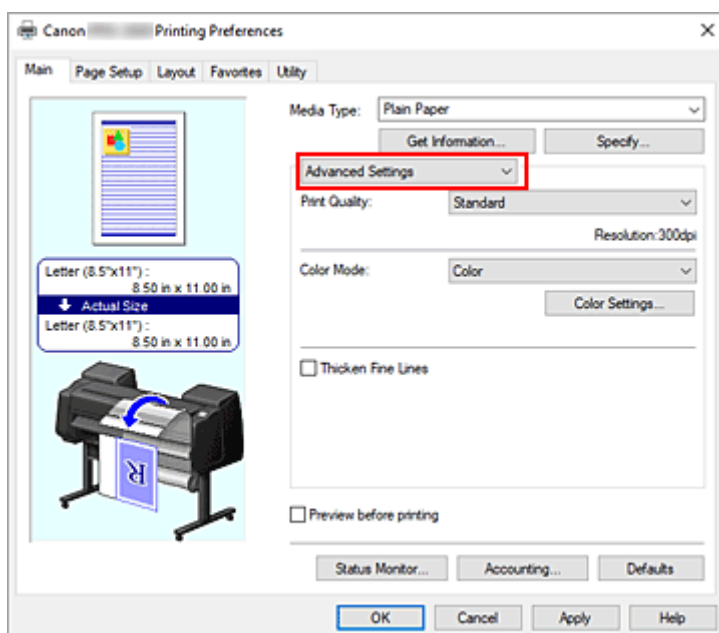 Canon Printing Preferences
Main Page Setup Layout Favorites Utility
Media Type: Plain Paper
Get Information... Specify...
Advanced Settings
Print Quality: Standard
Resolution:300dpi
Color Mode: Color
Color Settings...
Thicken Fine Lines
Letter (8.5"x11") :
8.50 in x 11.00 in
Actual Size
Letter (8.5"x11") :
8.50 in x 11.00 in
R
Preview before printing
Status Monitor... Accounting... Defaults
OK Cancel Apply Help